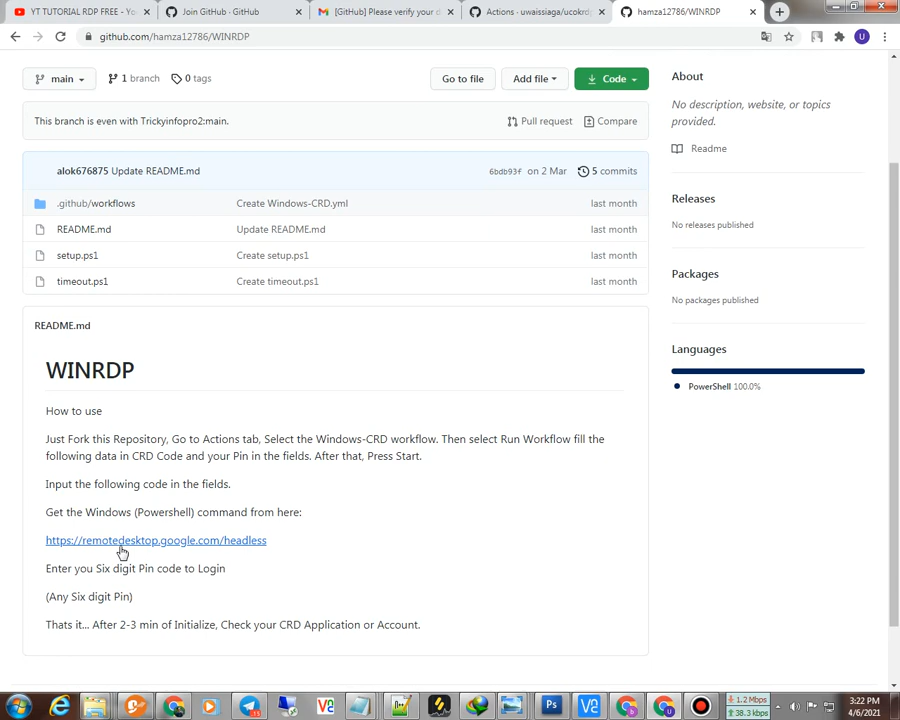 YT TUTORIAL RDP FREE - Yo
Join GitHub · GitHub
[GitHub] Please verify your d
Actions · uwaissiaga/ucokrd
hamza12786/WINRDP
github.com/hamza12786/WINRDP
U
main
1 branch
0 tags
Go to file
Add file
Code
This branch is even with Trickyinfopro2:main.
Pull request
Compare
alok676875 Update README.md
6bdb93f on 2 Mar
5 commits
.github/workflows
Create Windows-CRD.yml
last month
README.md
Update README.md
last month
setup.ps1
Create setup.ps1
last month
timeout.ps1
Create timeout.ps1
last month
README.md
WINRDP
How to use
Just Fork this Repository, Go to Actions tab, Select the Windows-CRD workflow. Then select Run Workflow fill the
following data in CRD Code and your Pin in the fields. After that, Press Start.
Input the following code in the fields.
Get the Windows (Powershell) command from here:
https://remotedesktop.google.com/headless
Enter you Six digit Pin code to Login
(Any Six digit Pin)
Thats it... After 2-3 min of Initialize, Check your CRD Application or Account.
About
No description, website, or topics
provided.
Readme
Releases
No releases published
Packages
No packages published
Languages
PowerShell 100.0%
Ps
1.2 Mbps
38.3 kbps
3:22 PM
4/6/2021